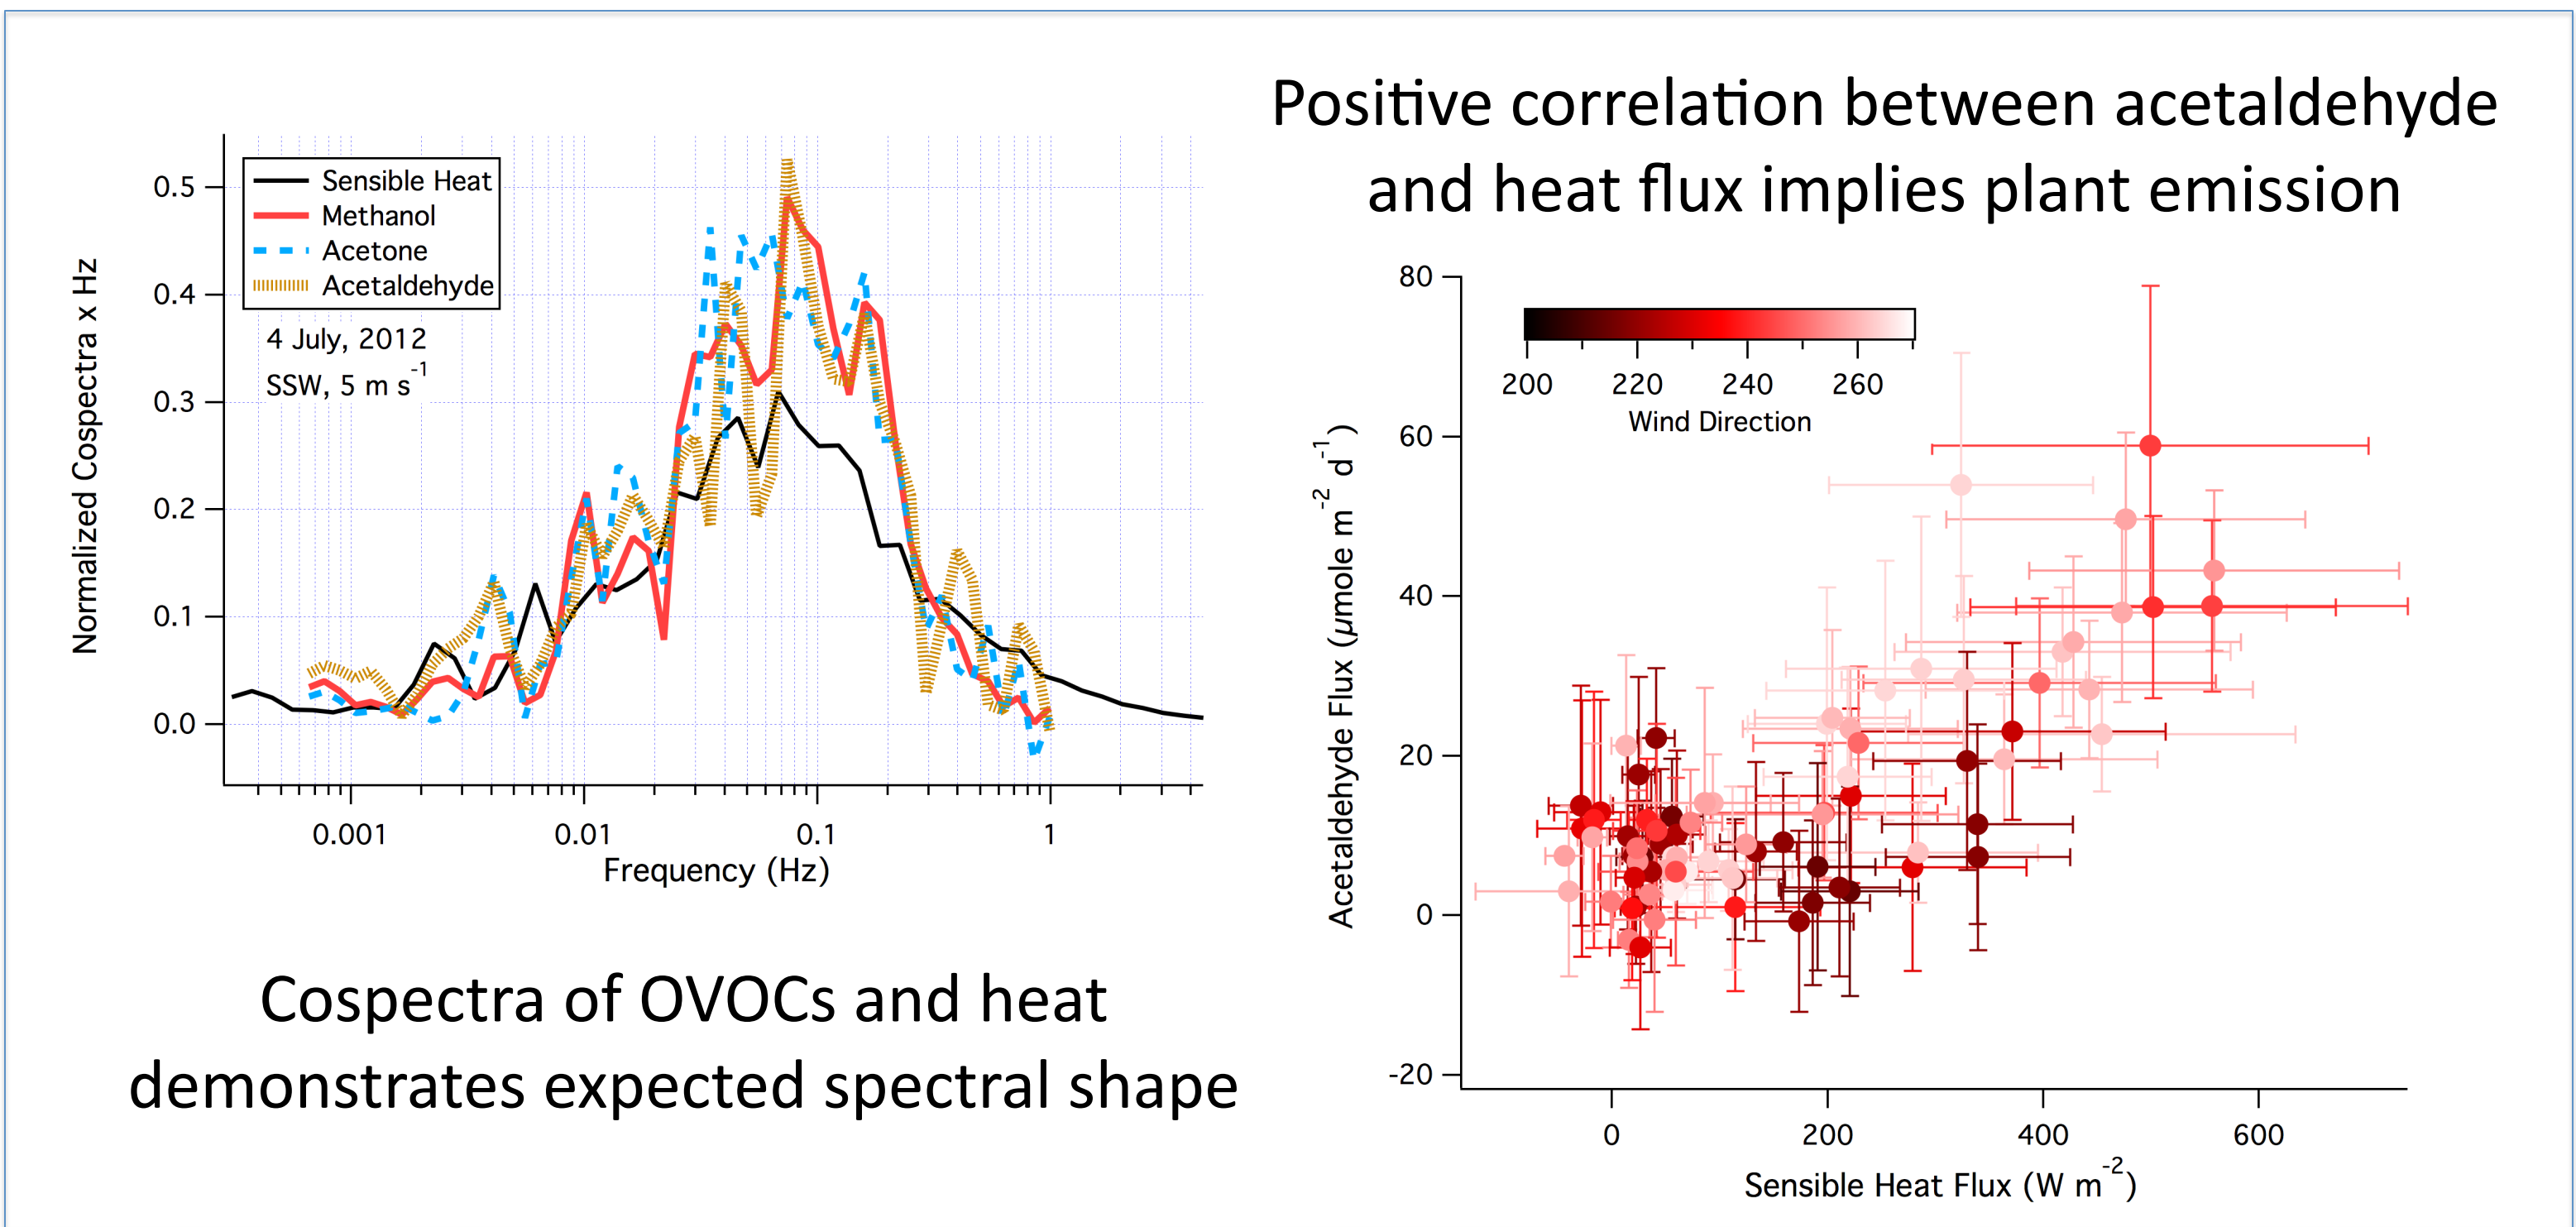 Positive correlation between acetaldehyde
and heat flux implies plant emission
Sensible Heat
Methanol
Acetone
Acetaldehyde
4 July, 2012
SSW, 5 m s-1
Normalized Cospectra x Hz
0.5
0.4
0.3
0.2
0.1
0.0
0.001 0.01 0.1 1
Frequency (Hz)
Cospectra of OVOCs and heat
demonstrates expected spectral shape
200 220 240 260
Wind Direction
Acetaldehyde Flux (µmole m-2 d-1)
80
60
40
20
0
-20
0 200 400 600
Sensible Heat Flux (W m-2)